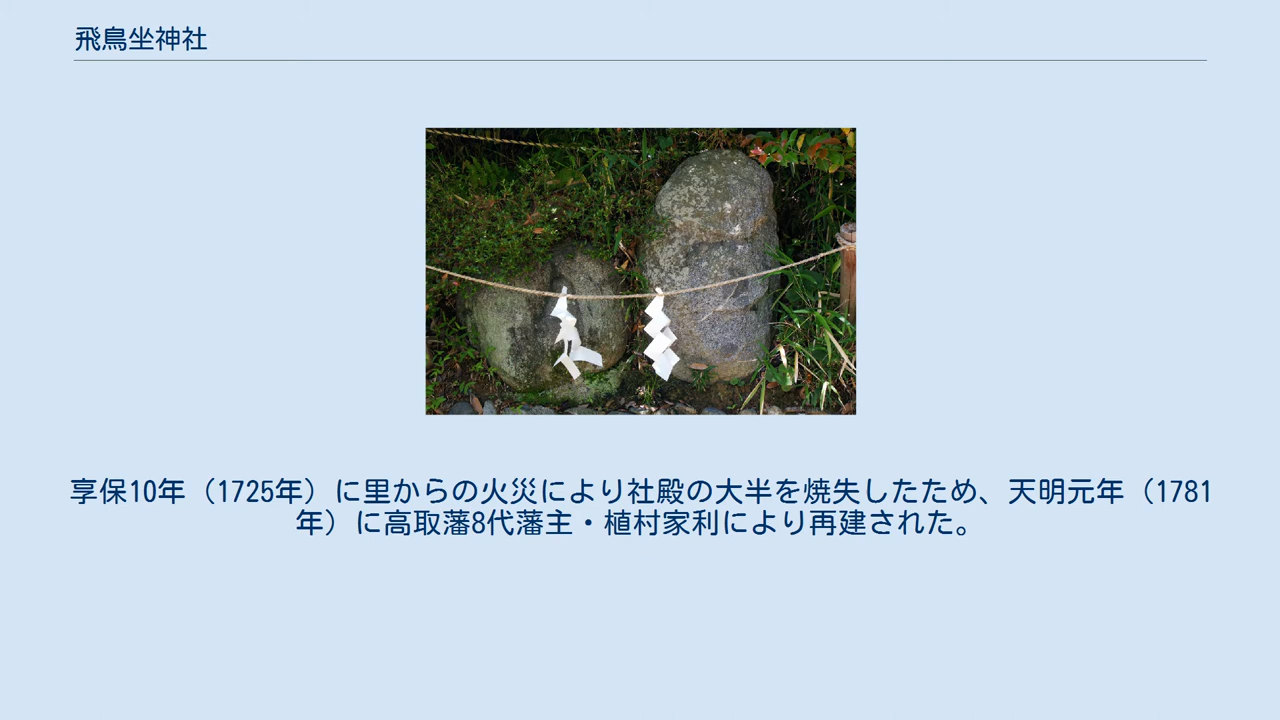 飛鳥坐神社
享保10年（1725年）に里からの火災により社殿の大半を焼失したため、天明元年（1781
年）に高取藩8代藩主・植村家利により再建された。